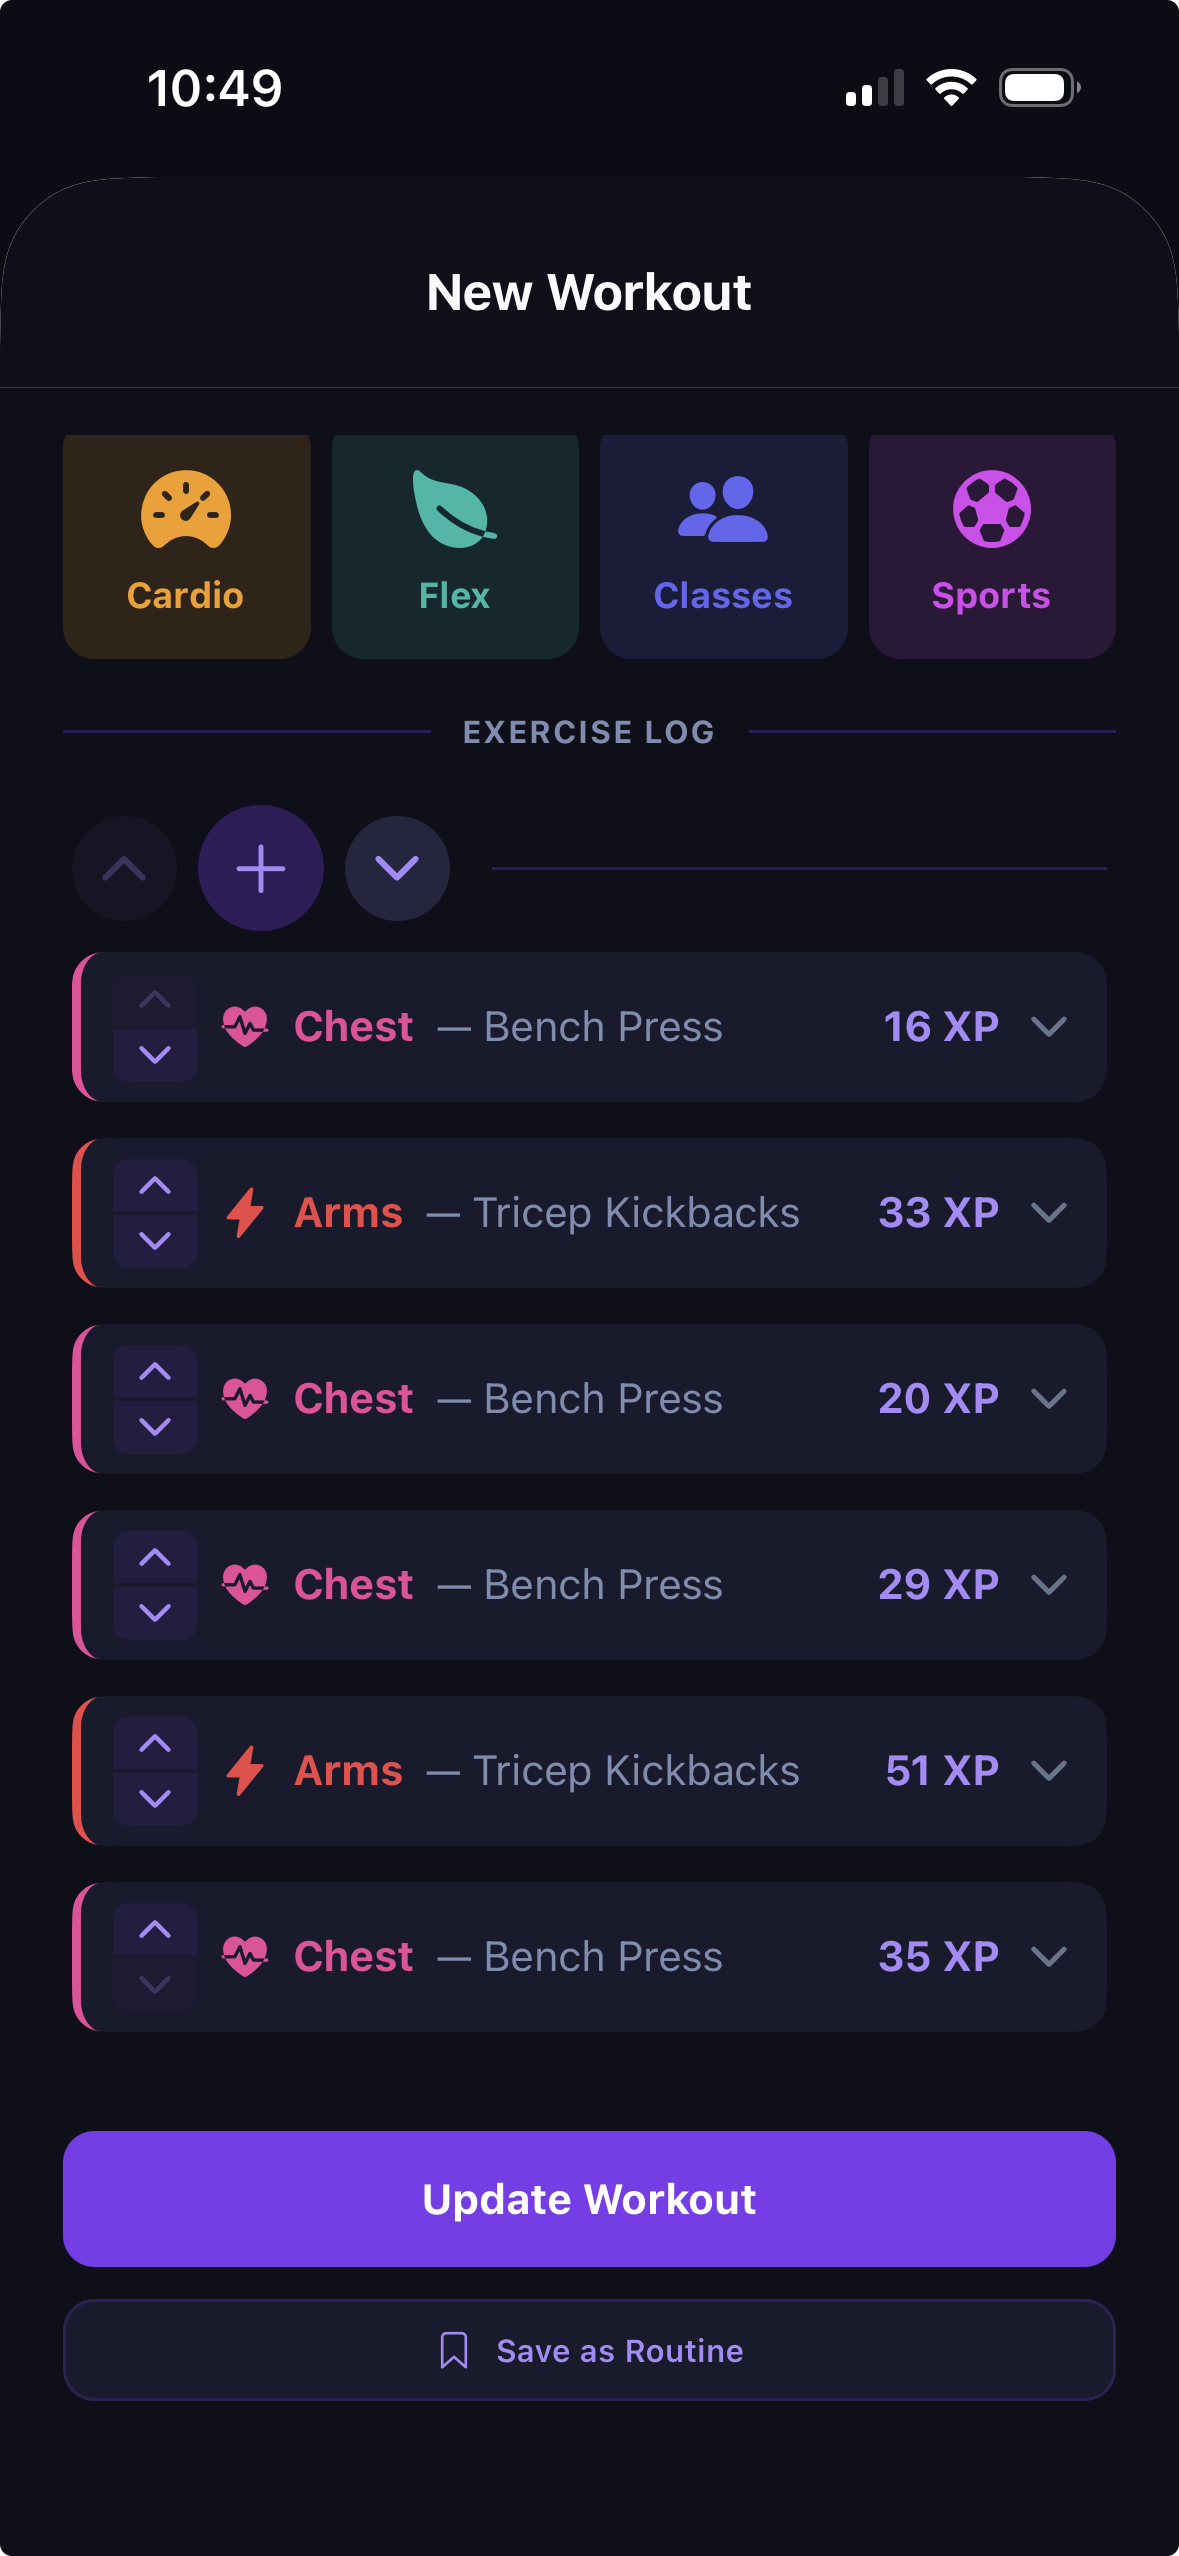 10:49
New Workout
Cardio Flex Classes Sports
EXERCISE LOG
Chest — Bench Press 16 XP
Arms — Tricep Kickbacks 33 XP
Chest — Bench Press 20 XP
Chest — Bench Press 29 XP
Arms — Tricep Kickbacks 51 XP
Chest — Bench Press 35 XP
Update Workout
Save as Routine